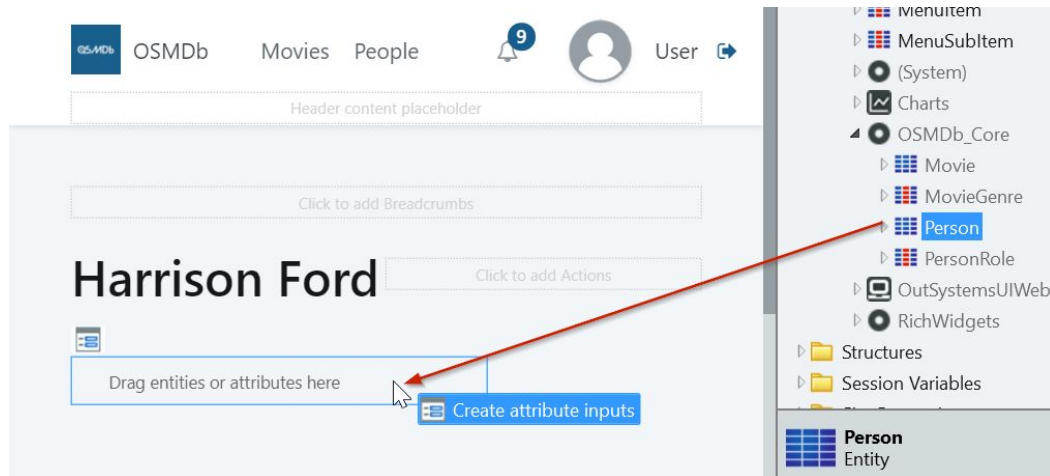 MenuItem
OSMDb OSMDb Movies People 9 User
MenuSubItem
(System)
Charts
Header content placeholder
OSMDb_Core
Movie
MovieGenre
Click to add Breadcrumbs
Person
PersonRole
Harrison Ford
Click to add Actions
OutSystemsUIWeb
RichWidgets
Structures
Drag entities or attributes here
Session Variables
Create attribute inputs
Person
Entity